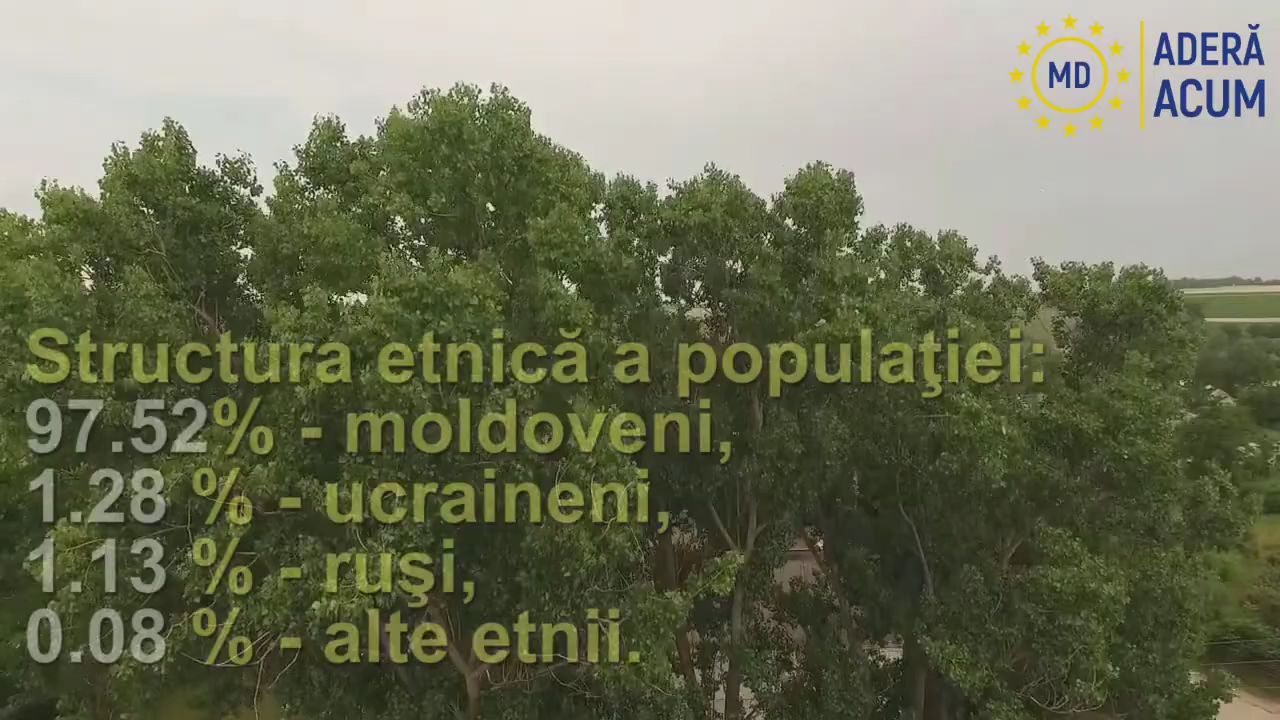 MD
ADERĂ
ACUM
Structura etnică a populaţiei:
97.52% - moldoveni,
1.28 % - ucraineni,
1.13 % - ruşi,
0.08 % - alte etnii.